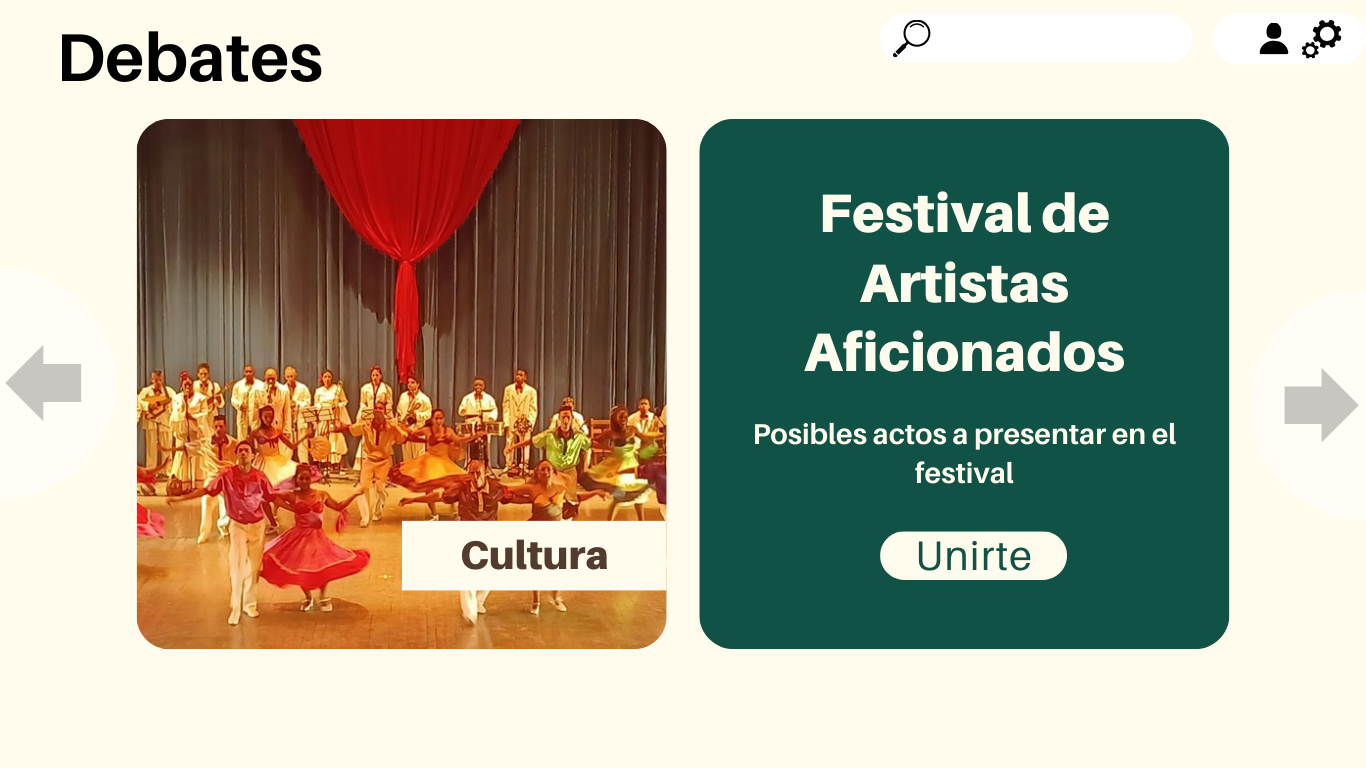 Debates
Cultura
Festival de
Artistas
Aficionados
Posibles actos a presentar en el
festival
Unirte